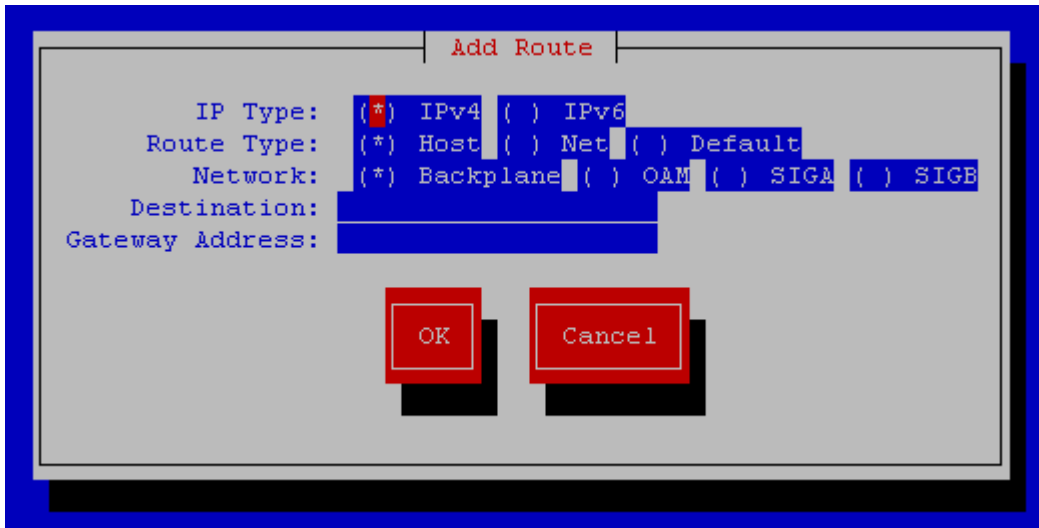 Add Route
IP Type: (*) IPv4 ( ) IPv6
Route Type: (*) Host ( ) Net ( ) Default
Network: (*) Backplane ( ) OAM ( ) SIGA ( ) SIGB
Destination:
Gateway Address:
OK Cancel